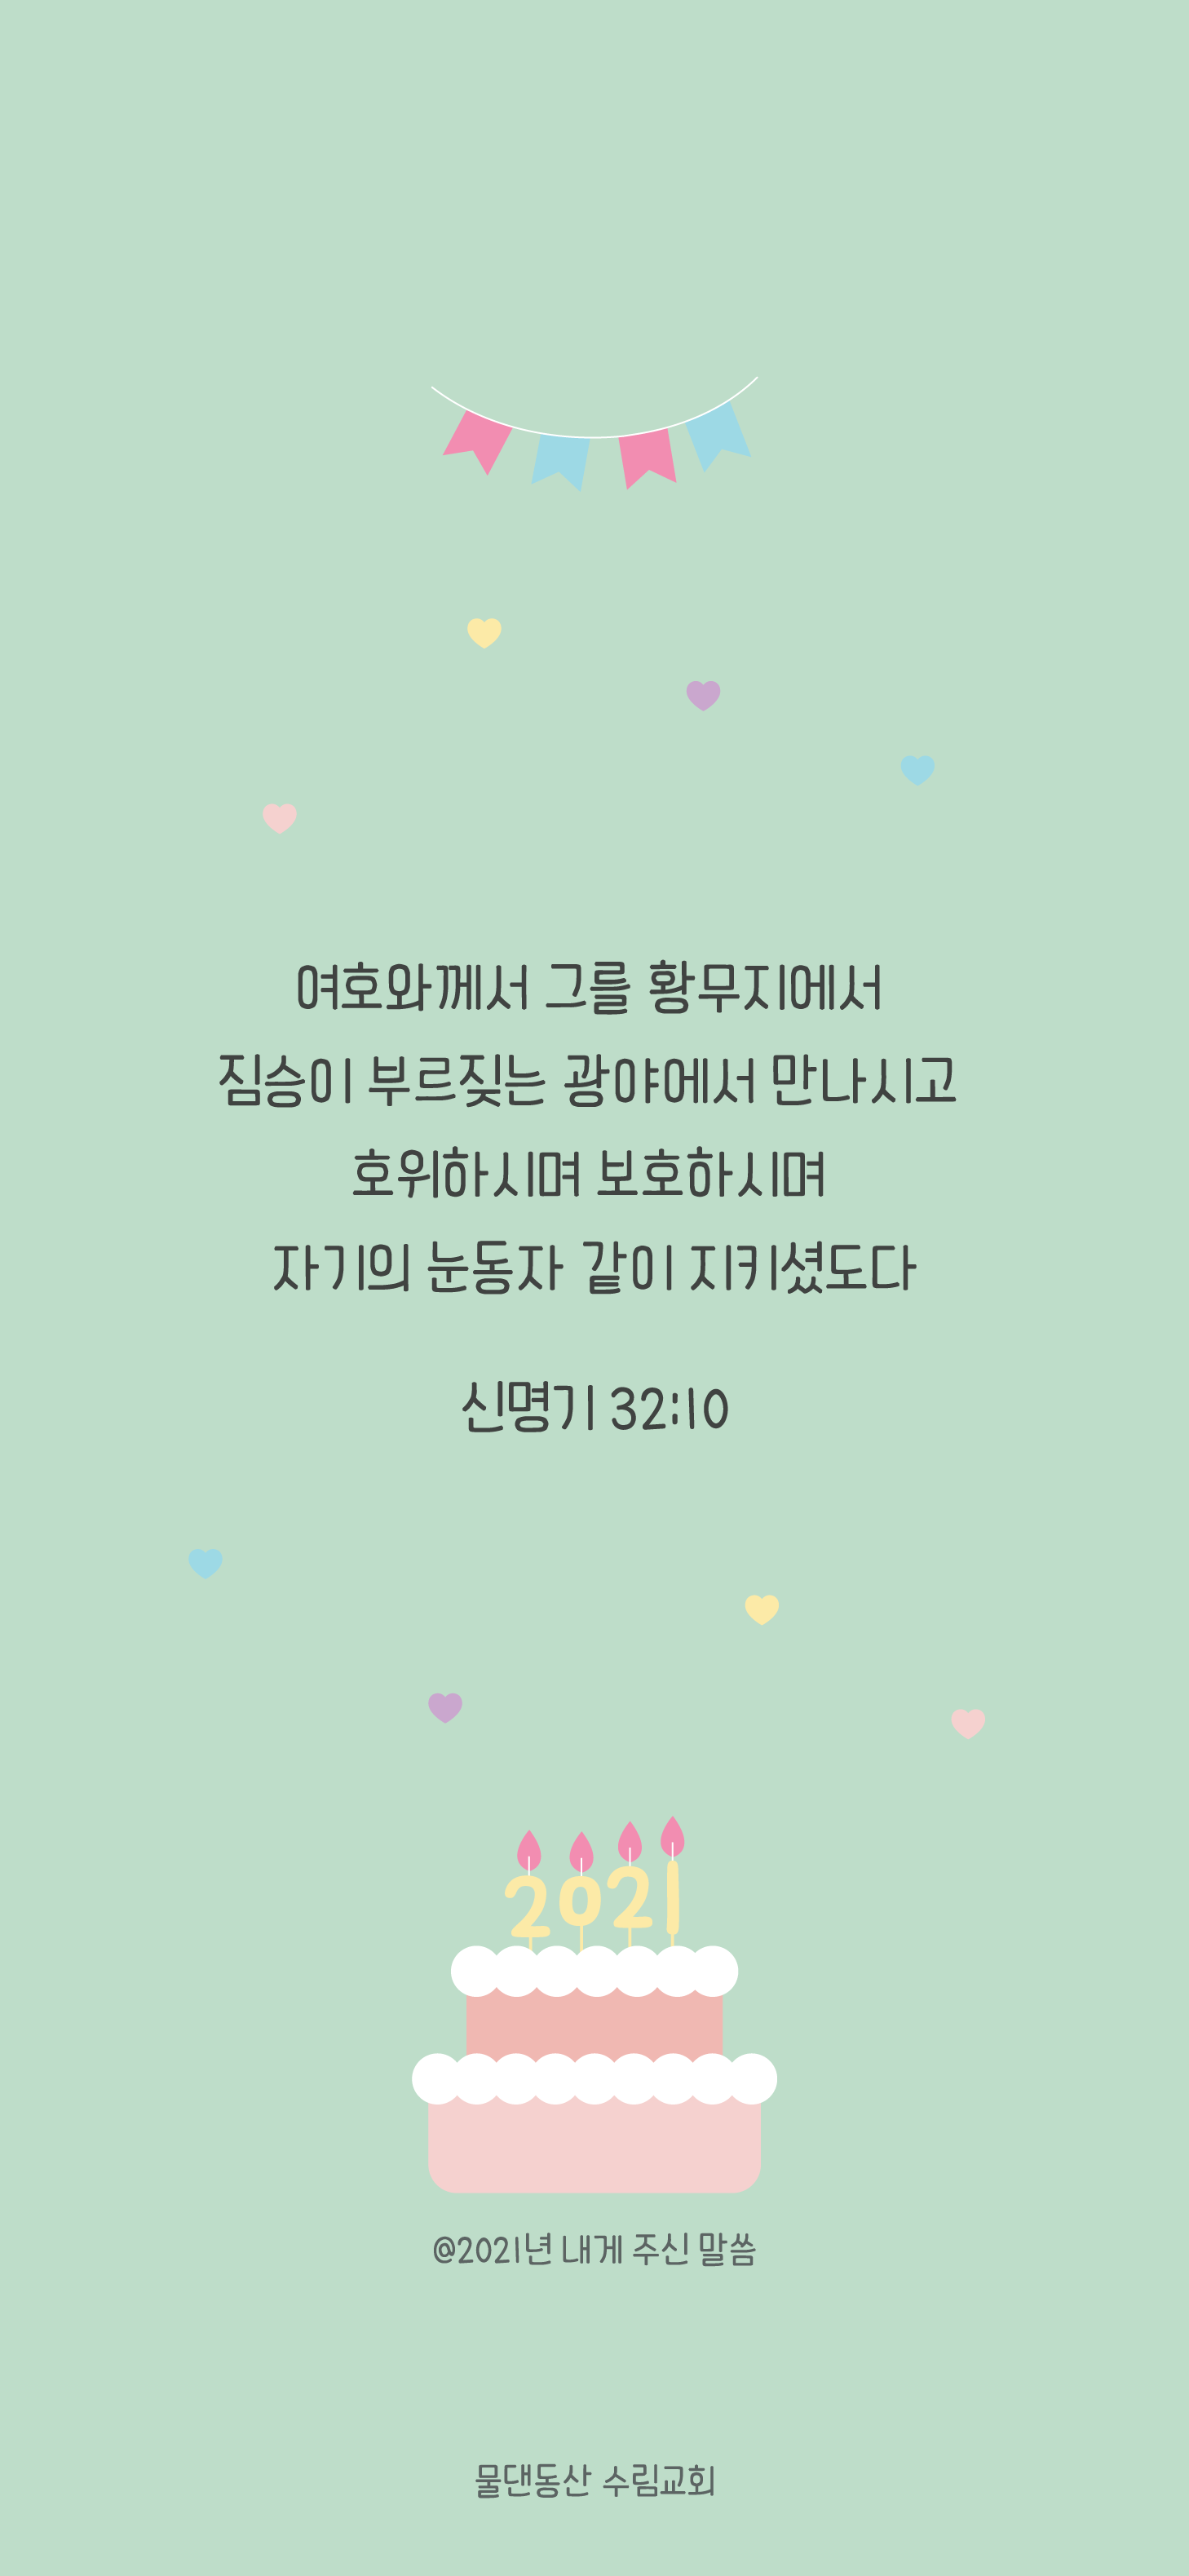 여호와께서 그를 황무지에서
짐승이 부르짖는 광야에서 만나시고
호위하시며 보호하시며
자기의 눈동자 같이 지키셨도다
신명기 32:10
2021
@2021년 내게 주신 말씀
물댄동산 수림교회